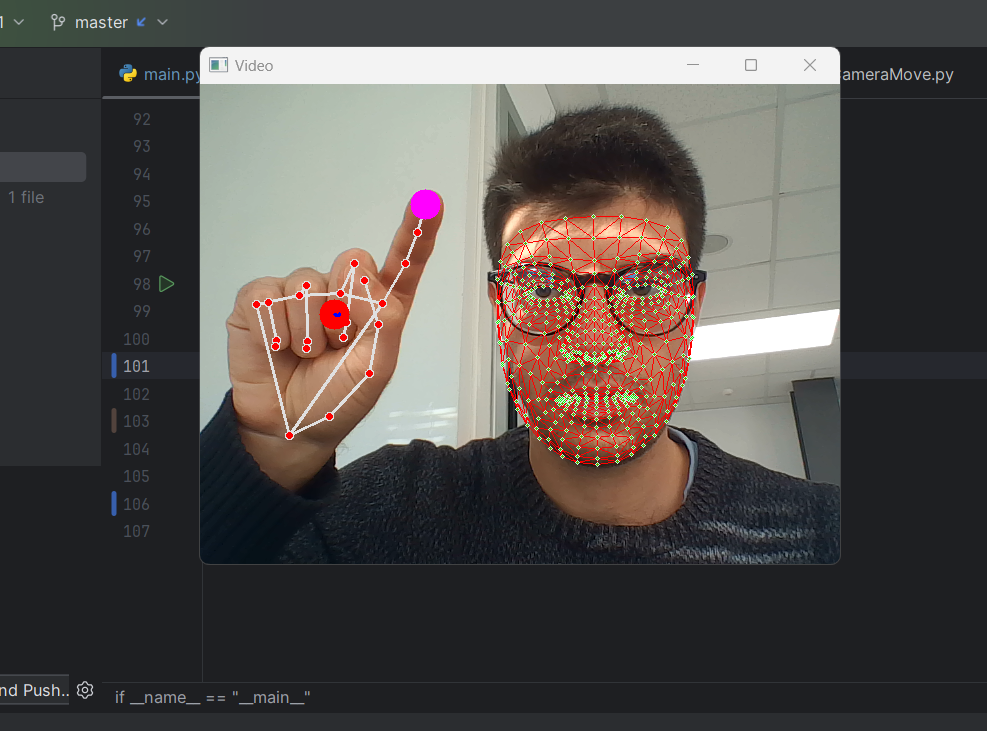 master
Video
main.py
ameraMove.py
92
93
94
1 file
95
96
97
98
99
100
101
102
103
104
105
106
107
nd Push..
if __name__ == "__main__"